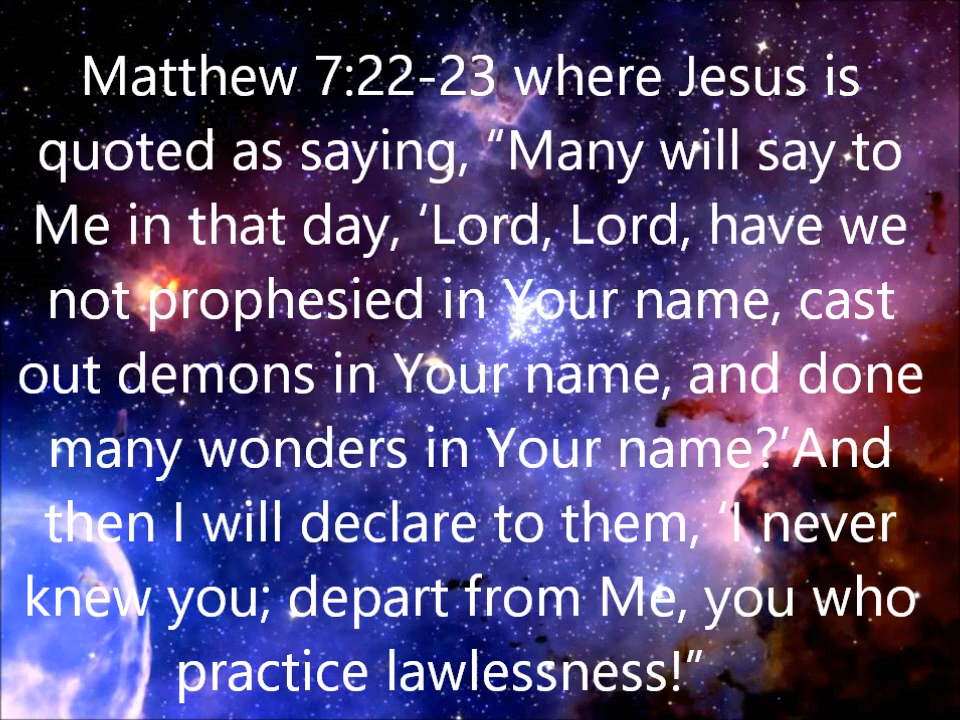 Matthew 7:22-23 where Jesus is
quoted as saying, “Many will say to
Me in that day, ‘Lord, Lord, have we
not prophesied in Your name, cast
out demons in Your name, and done
many wonders in Your name?’And
then I will declare to them, ‘I never
knew you; depart from Me, you who
practice lawlessness!”